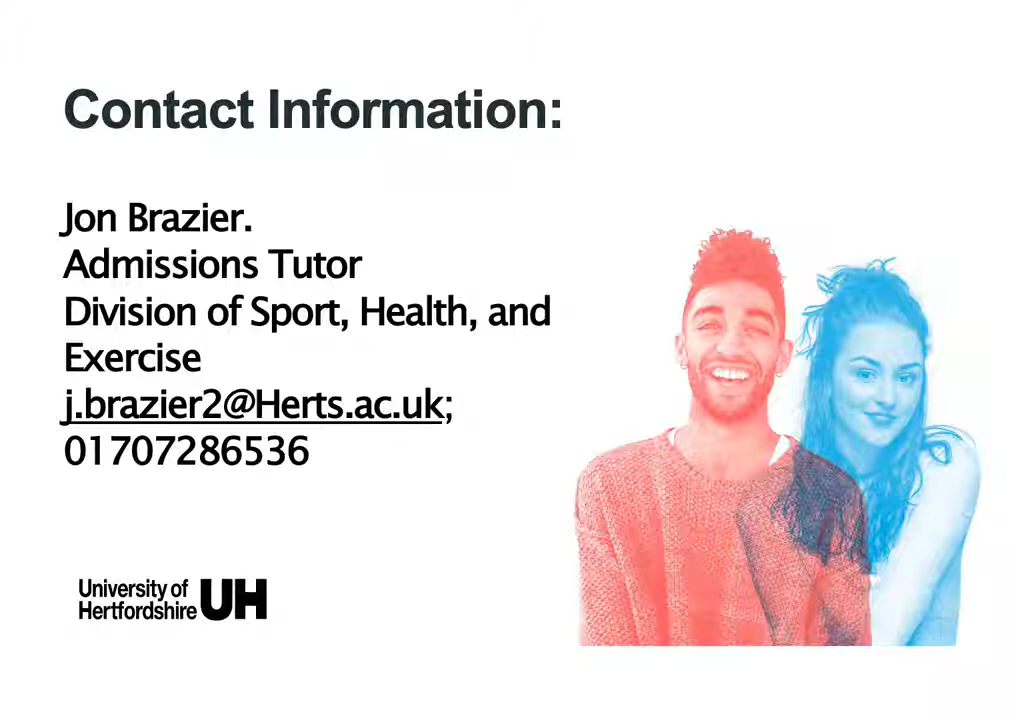 Contact Information:
Jon Brazier.
Admissions Tutor
Division of Sport, Health, and
Exercise
j.brazier2@Herts.ac.uk;
01707286536
University of
Hertfordshire UH